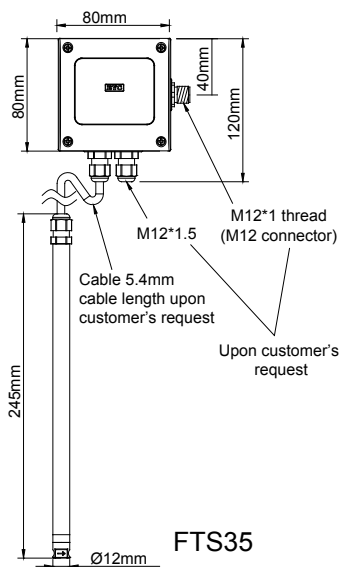 80mm
80mm
40mm
120mm
M12*1.5
M12*1 thread
(M12 connector)
Cable 5.4mm
cable length upon
customer's request
Upon customer's
request
245mm
FTS35
Ø12mm